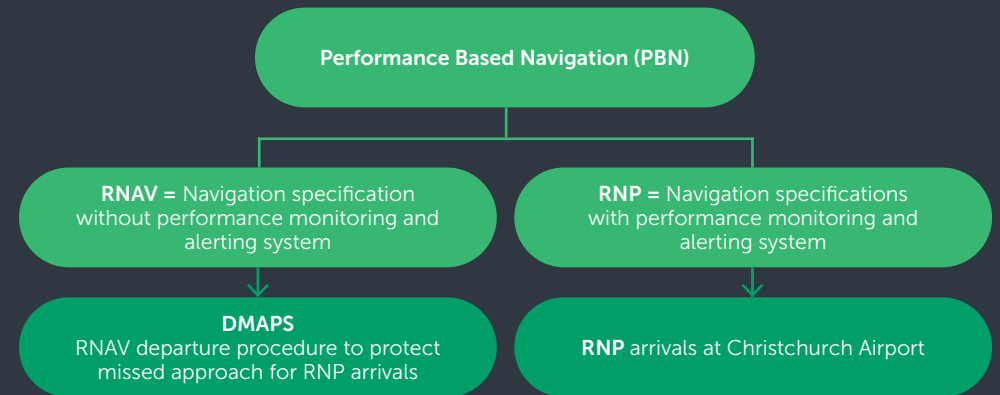 Performance Based Navigation (PBN)
RNAV = Navigation specification
without performance monitoring and
alerting system
RNP = Navigation specifications
with performance monitoring and
alerting system
DMAPS
RNAV departure procedure to protect
missed approach for RNP arrivals
RNP arrivals at Christchurch Airport